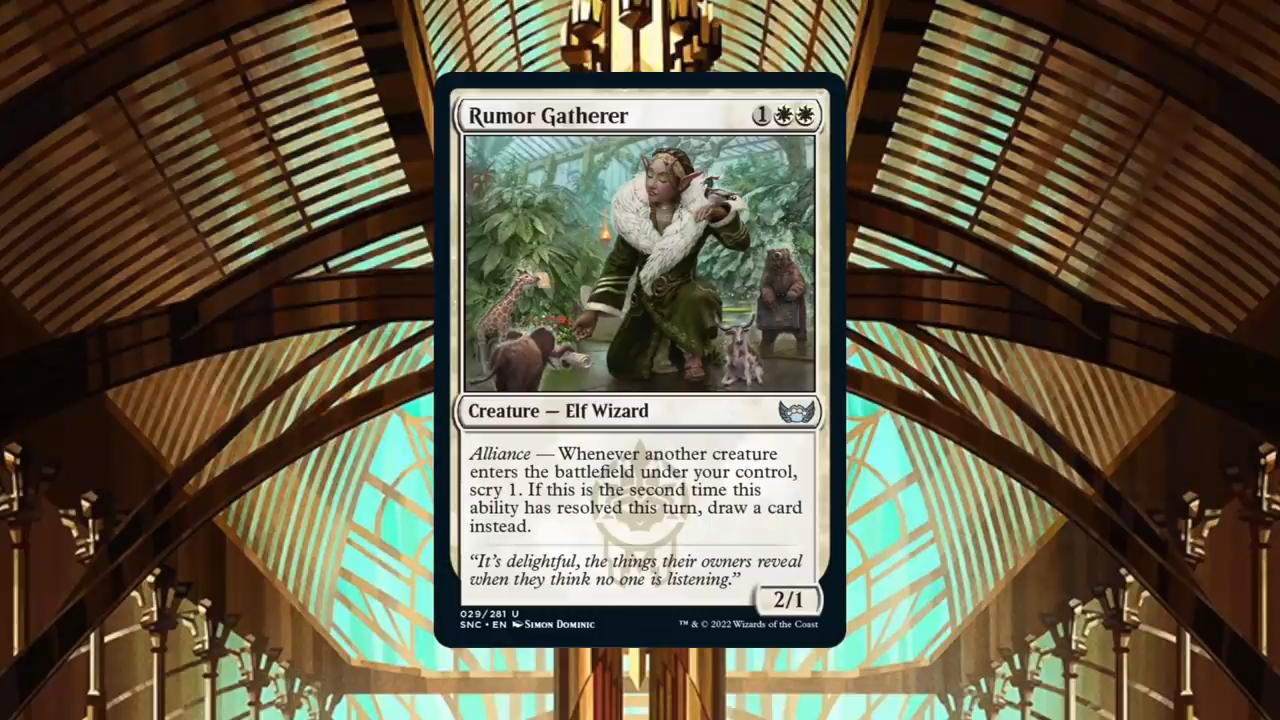 Rumor Gatherer 1
Creature — Elf Wizard
Alliance — Whenever another creature
enters the battlefield under your control,
scry 1. If this is the second time this
ability has resolved this turn, draw a card
instead.
“It's delightful, the things their owners reveal
when they think no one is listening.”
2/1
029/281 U
SNC • EN Simon Dominic
™ & © 2022 Wizards of the Coast